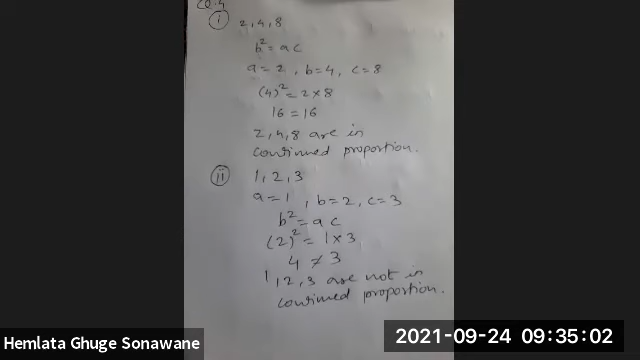 CQ.4
i 2, 4, 8
b² = ac
a = 2, b = 4, c = 8
(4)² = 2 × 8
16 = 16
2, 4, 8 are in
continued proportion.
ii 1, 2, 3
a = 1, b = 2, c = 3
b² = ac
(2)² = 1 × 3
4 ≠ 3
1, 2, 3 are not in
continued proportion.
Hemlata Ghuge Sonawane
2021-09-24 09:35:02